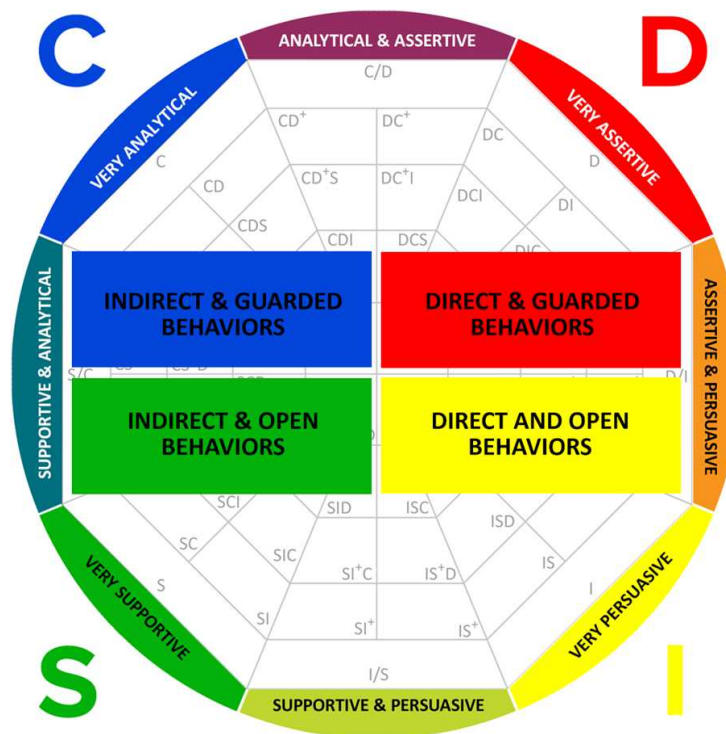 C
D
ANALYTICAL & ASSERTIVE
VERY ANALYTICAL
VERY ASSERTIVE
C/D
CD+
DC+
DC
C
D
CD
CD+S
DC+I
DCI
DI
CDS
CDI
DCS
DIC
SUPPORTIVE & ANALYTICAL
ASSERTIVE & PERSUASIVE
INDIRECT & GUARDED
BEHAVIORS
DIRECT & GUARDED
BEHAVIORS
S/C
D/I
INDIRECT & OPEN
BEHAVIORS
DIRECT AND OPEN
BEHAVIORS
SCI
SID
ISC
ISD
SC
SIC
SI+C
IS+D
IS
S
I
SI
SI+
IS+
VERY SUPPORTIVE
VERY PERSUASIVE
I/S
SUPPORTIVE & PERSUASIVE
S
I